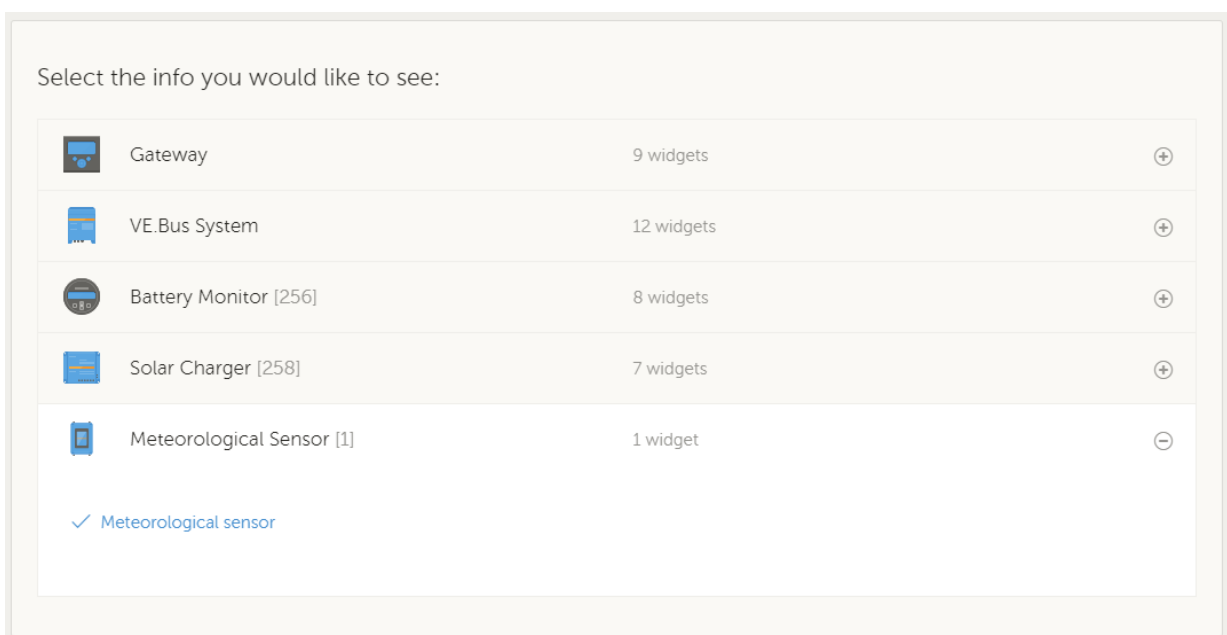 Select the info you would like to see:
Gateway 9 widgets
VE.Bus System 12 widgets
Battery Monitor [256] 8 widgets
Solar Charger [258] 7 widgets
Meteorological Sensor [1] 1 widget
Meteorological sensor